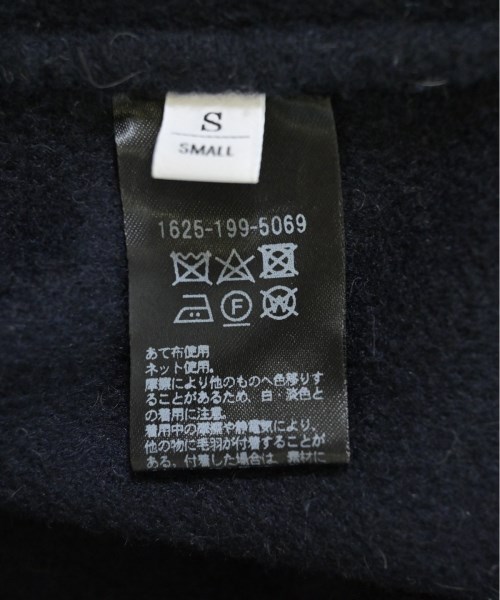 S
SMALL
1625-199-5069
F W
あて布使用
ネット使用。
摩擦により他のものへ色移りす
ることがあるため、白・淡色と
の着用に注意。
着用中の摩擦や静電気により、
他の物に毛羽が付着することが
ある、付着した場合は 素材に